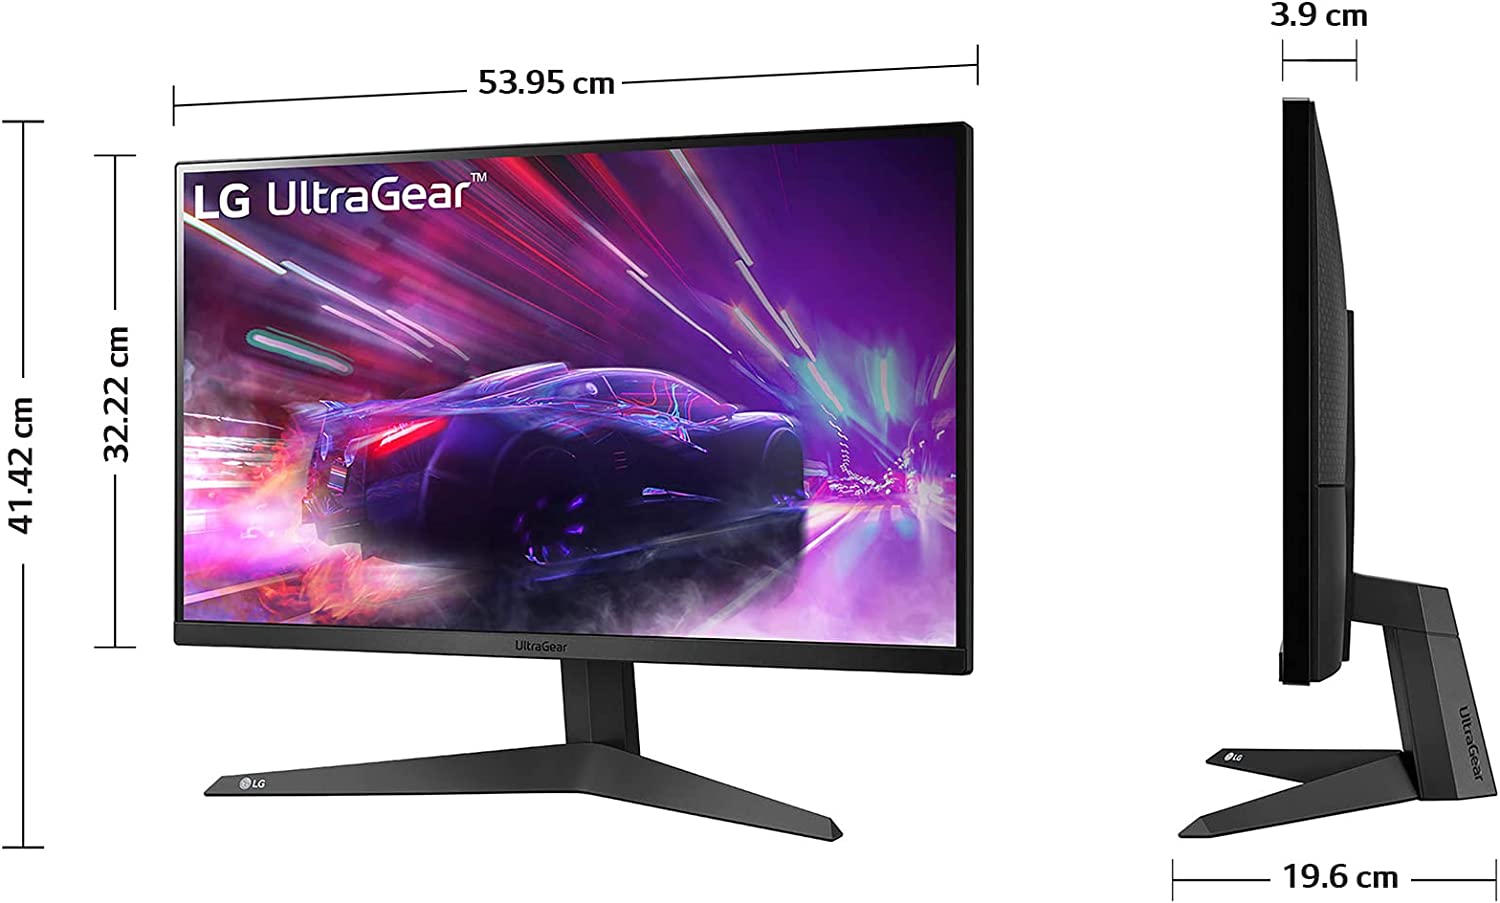 3.9 cm
53.95 cm
LG UltraGear™
32.22 cm
41.42 cm
UltraGear
LG
UltraGear
LG
19.6 cm